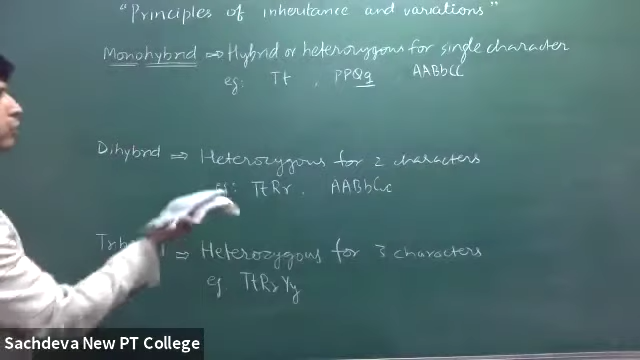 "Principles of inheritance and variations"
Monohybrid ⇒ Hybrid or heterozygous for single character
eg: Tt , PPQq AABbCC
Dihybrid ⇒ Heterozygous for 2 characters
eg: TtRr , AABbCc
⇒ Heterozygous for 3 characters
eg. TtRrYy
Sachdeva New PT College